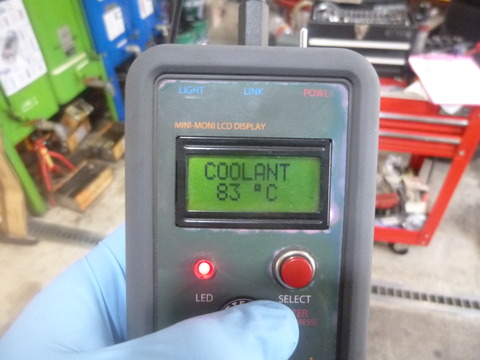 LIGHT LINK POWER
MINI-MONI LCD DISPLAY
COOLANT
83 °C
LED SELECT